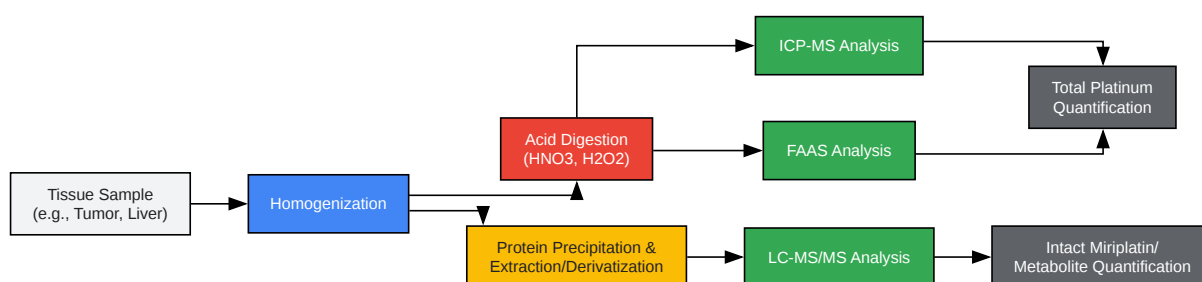 Tissue Sample
(e.g., Tumor, Liver)
Homogenization
Acid Digestion
(HNO3, H2O2)
Protein Precipitation &
Extraction/Derivatization
ICP-MS Analysis
FAAS Analysis
LC-MS/MS Analysis
Total Platinum
Quantification
Intact Miriplatin/
Metabolite Quantification